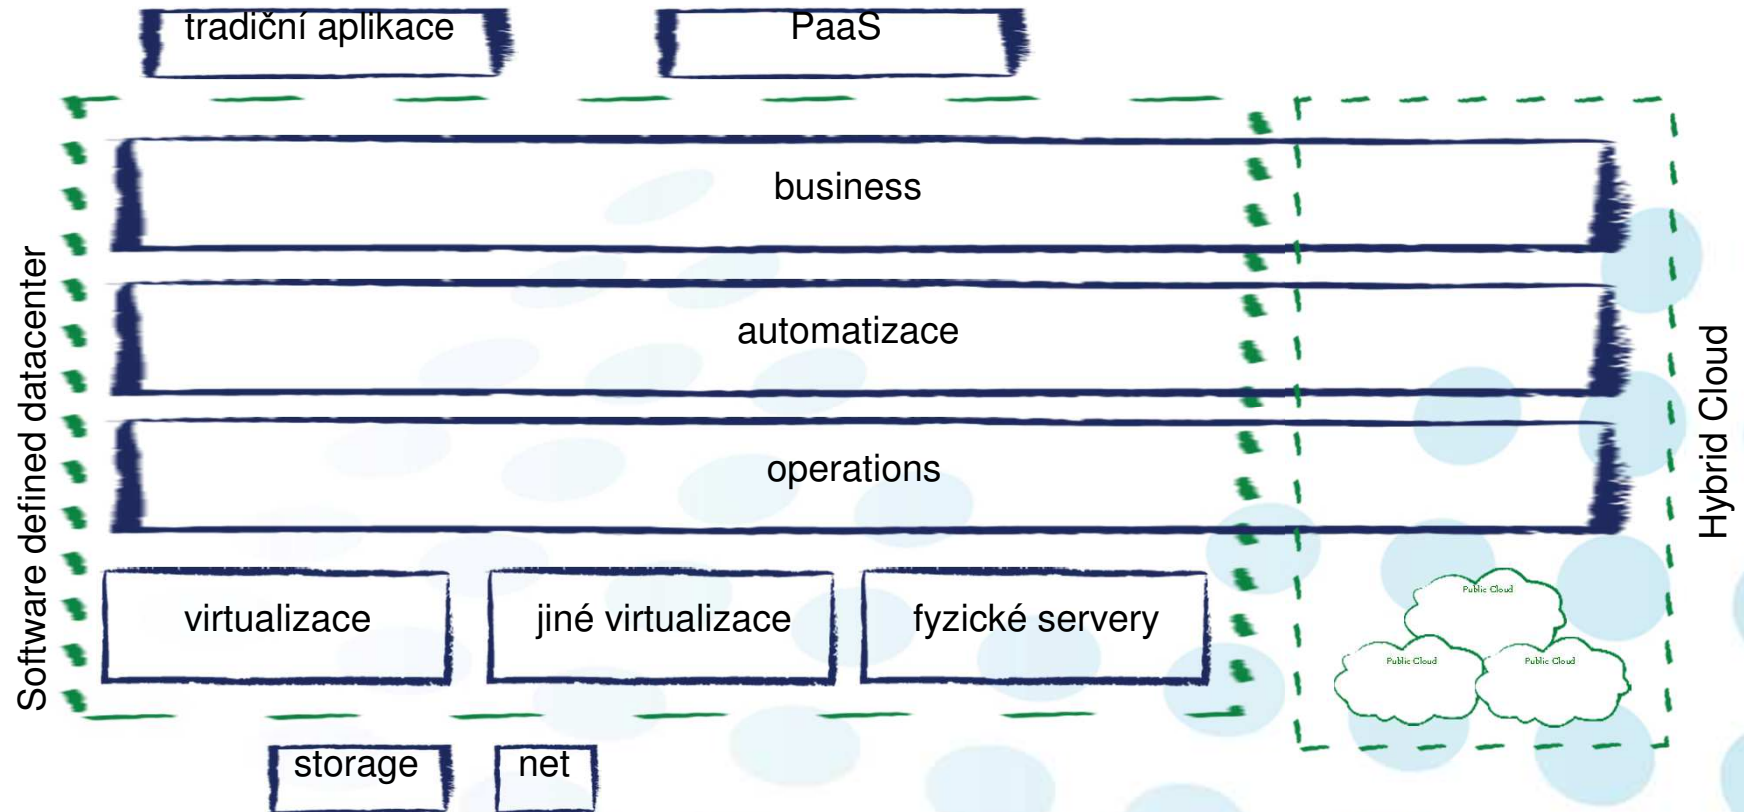 tradiční aplikace
PaaS
business
automatizace
operations
virtualizace
jiné virtualizace
fyzické servery
storage
net
Software defined datacenter
Hybrid Cloud
Public Cloud
Public Cloud
Public Cloud